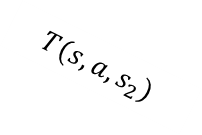 T(s, a, s₂)